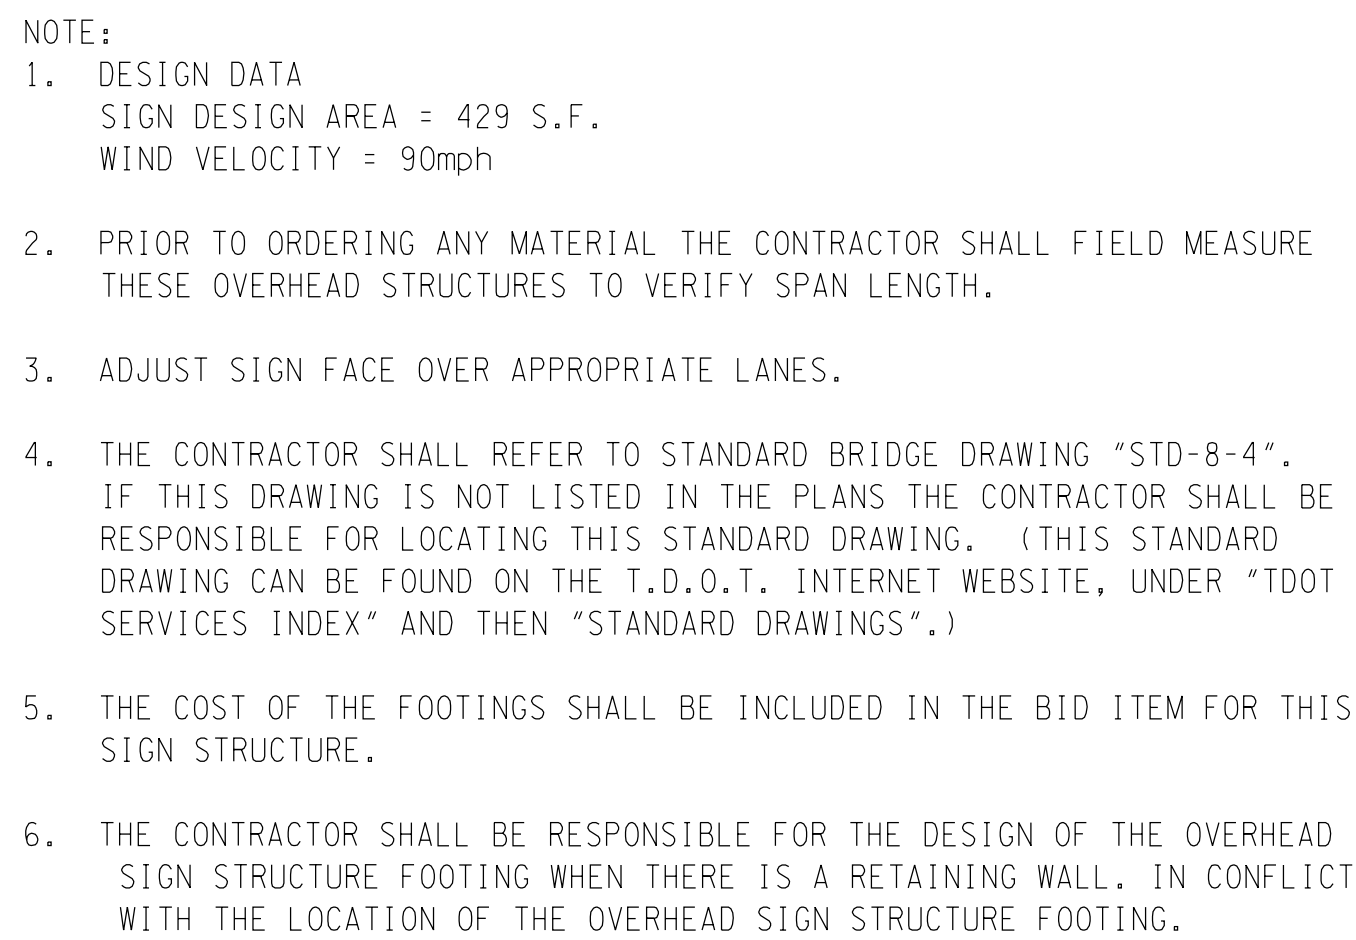 NOTE:
1. DESIGN DATA
SIGN DESIGN AREA = 429 S.F.
WIND VELOCITY = 90mph
2. PRIOR TO ORDERING ANY MATERIAL THE CONTRACTOR SHALL FIELD MEASURE
THESE OVERHEAD STRUCTURES TO VERIFY SPAN LENGTH.
3. ADJUST SIGN FACE OVER APPROPRIATE LANES.
4. THE CONTRACTOR SHALL REFER TO STANDARD BRIDGE DRAWING "STD-8-4".
IF THIS DRAWING IS NOT LISTED IN THE PLANS THE CONTRACTOR SHALL BE
RESPONSIBLE FOR LOCATING THIS STANDARD DRAWING. (THIS STANDARD
DRAWING CAN BE FOUND ON THE T.D.O.T. INTERNET WEBSITE, UNDER "TDOT
SERVICES INDEX" AND THEN "STANDARD DRAWINGS".)
5. THE COST OF THE FOOTINGS SHALL BE INCLUDED IN THE BID ITEM FOR THIS
SIGN STRUCTURE.
6. THE CONTRACTOR SHALL BE RESPONSIBLE FOR THE DESIGN OF THE OVERHEAD
SIGN STRUCTURE FOOTING WHEN THERE IS A RETAINING WALL. IN CONFLICT
WITH THE LOCATION OF THE OVERHEAD SIGN STRUCTURE FOOTING.